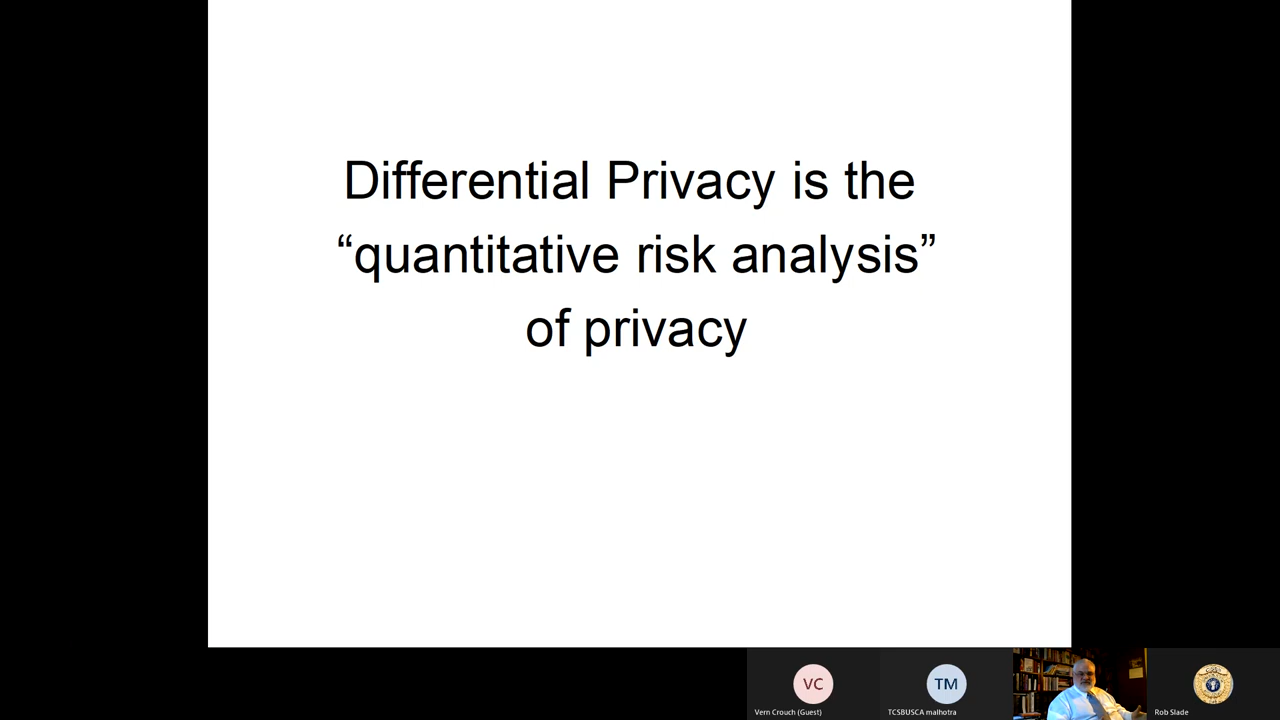 Differential Privacy is the
“quantitative risk analysis”
of privacy
VC
TM
Vern Crouch (Guest)
TCSBUSCA malhotra
Rob Slade